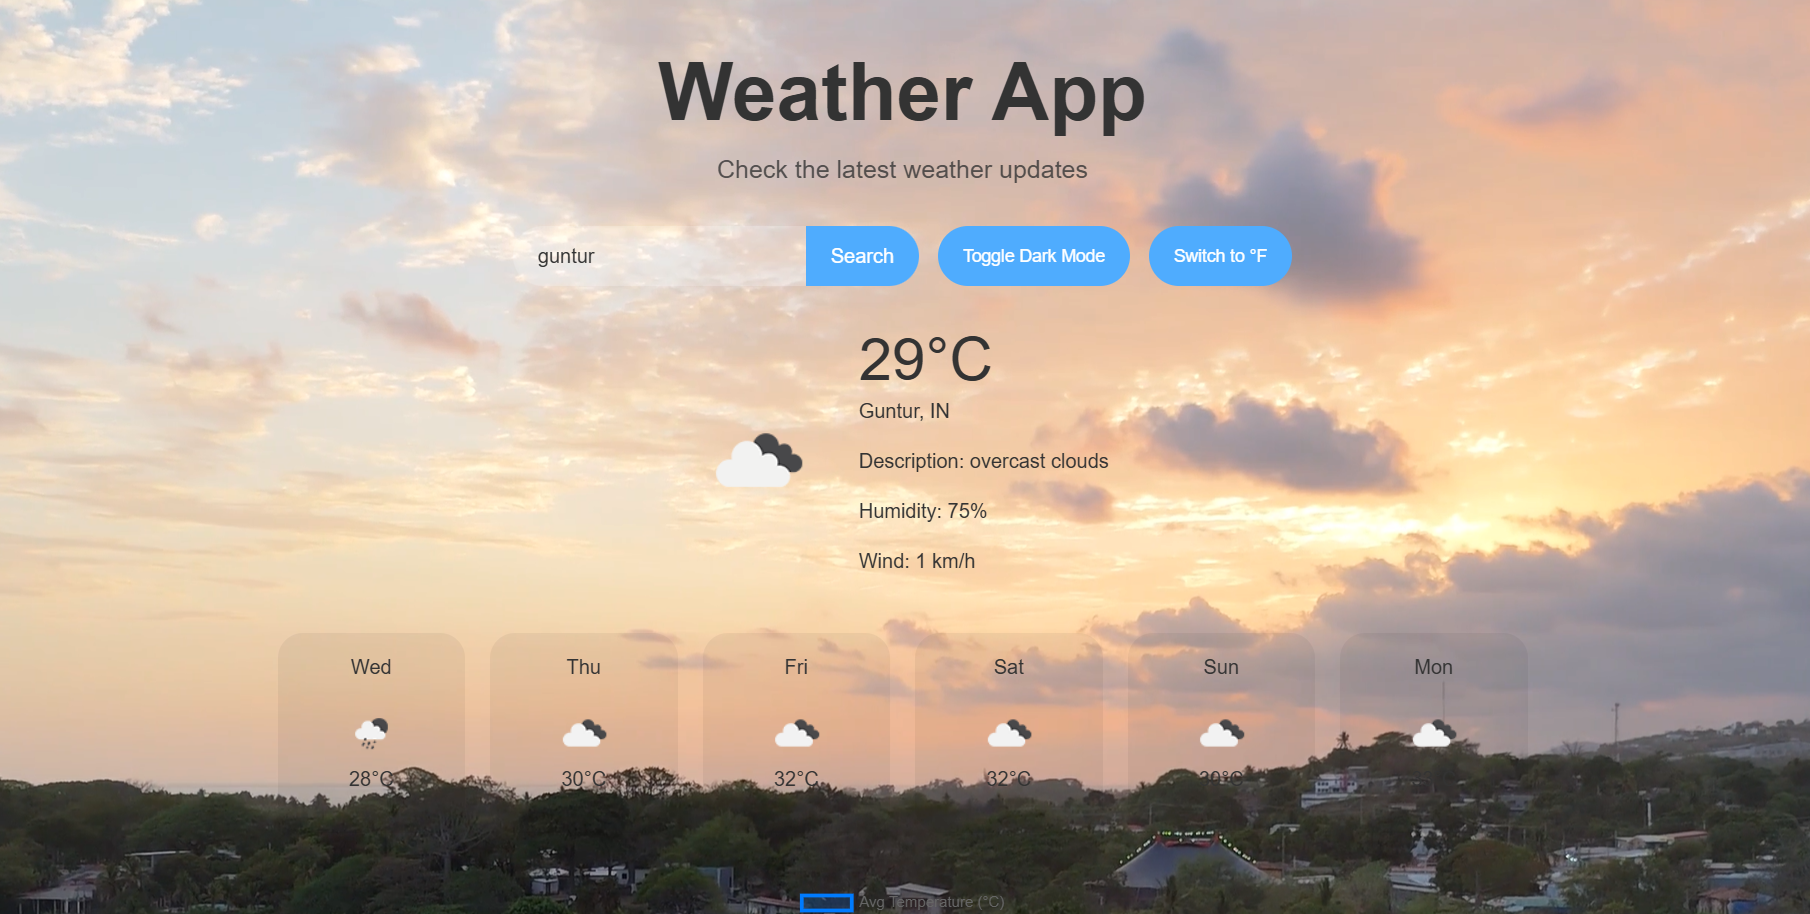 Weather App
Check the latest weather updates
guntur Search Toggle Dark Mode Switch to °F
29°C
Guntur, IN
Description: overcast clouds
Humidity: 75%
Wind: 1 km/h
Wed Thu Fri Sat Sun Mon
28°C 30°C 32°C 32°C 30°C
Avg Temperature (°C)